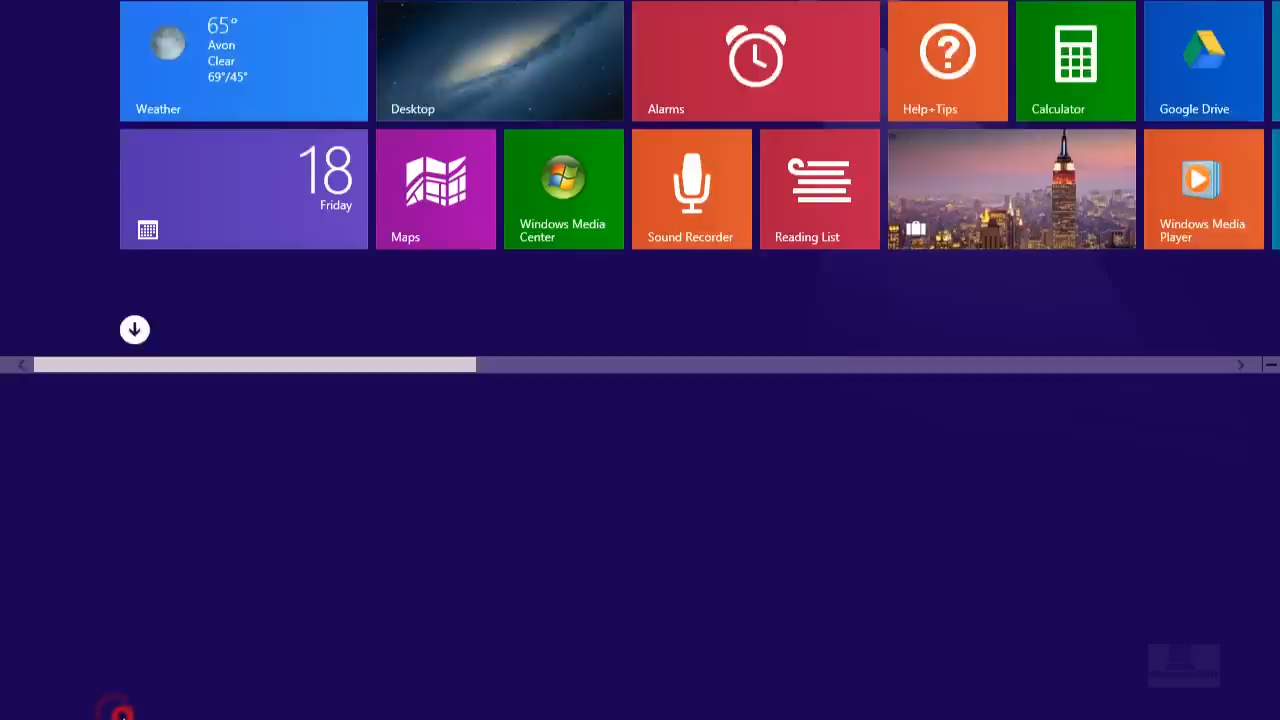 65°
Avon
Clear
69°/45°
Weather
Desktop
Alarms
Help+Tips
Calculator
Google Drive
18
Friday
Maps
Windows Media
Center
Sound Recorder
Reading List
Windows Media
Player